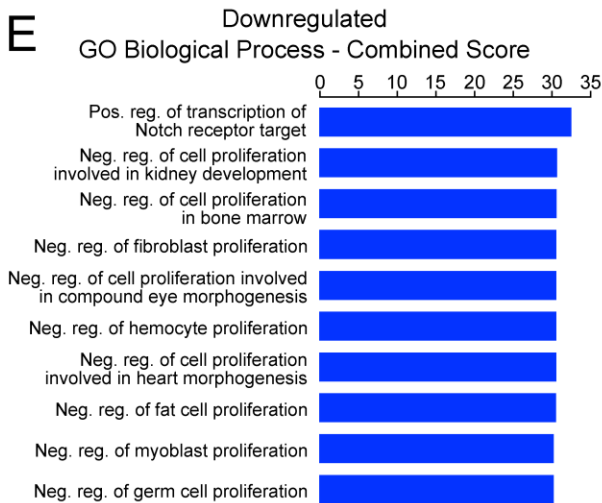 E
Downregulated
GO Biological Process - Combined Score
0 5 10 15 20 25 30 35
Pos. reg. of transcription of
Notch receptor target
Neg. reg. of cell proliferation
involved in kidney development
Neg. reg. of cell proliferation
in bone marrow
Neg. reg. of fibroblast proliferation
Neg. reg. of cell proliferation involved
in compound eye morphogenesis
Neg. reg. of hemocyte proliferation
Neg. reg. of cell proliferation
involved in heart morphogenesis
Neg. reg. of fat cell proliferation
Neg. reg. of myoblast proliferation
Neg. reg. of germ cell proliferation